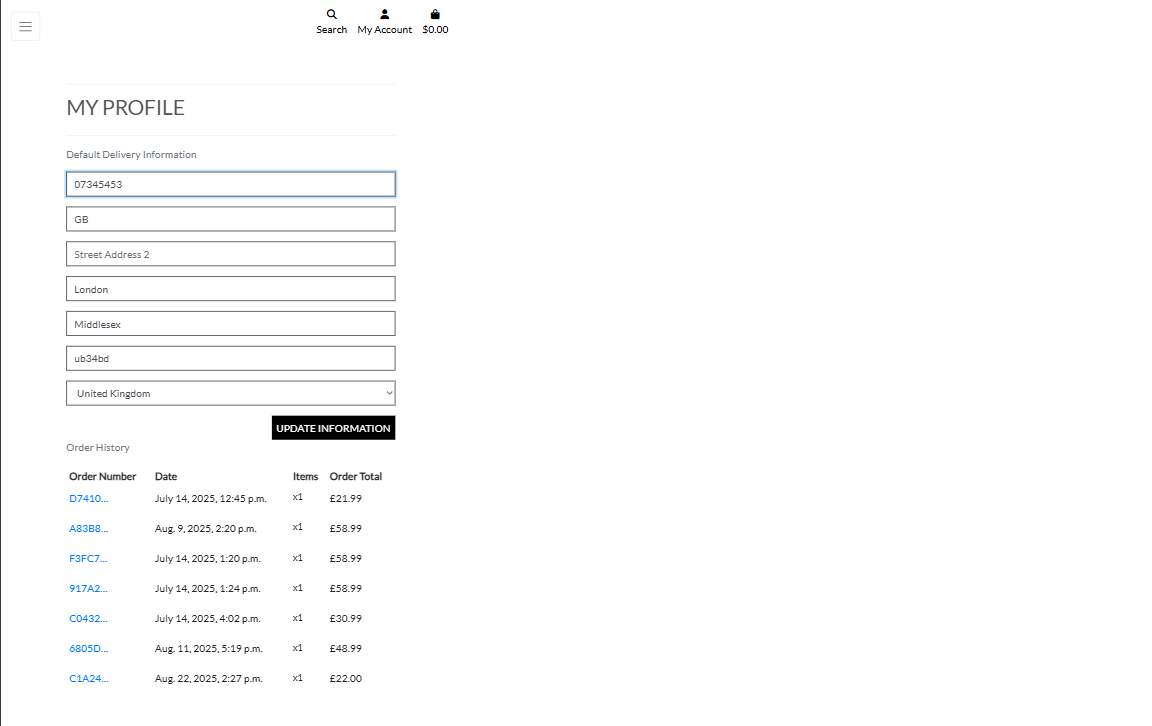 Search My Account $0.00
MY PROFILE
Default Delivery Information
07345453
GB
Street Address 2
London
Middlesex
ub34bd
United Kingdom
UPDATE INFORMATION
Order History
Order Number Date Items Order Total
D7410... July 14, 2025, 12:45 p.m. x1 £21.99
A83B8... Aug. 9, 2025, 2:20 p.m. x1 £58.99
F3FC7... July 14, 2025, 1:20 p.m. x1 £58.99
917A2... July 14, 2025, 1:24 p.m. x1 £58.99
C0432... July 14, 2025, 4:02 p.m. x1 £30.99
6805D... Aug. 11, 2025, 5:19 p.m. x1 £48.99
C1A24... Aug. 22, 2025, 2:27 p.m. x1 £22.00